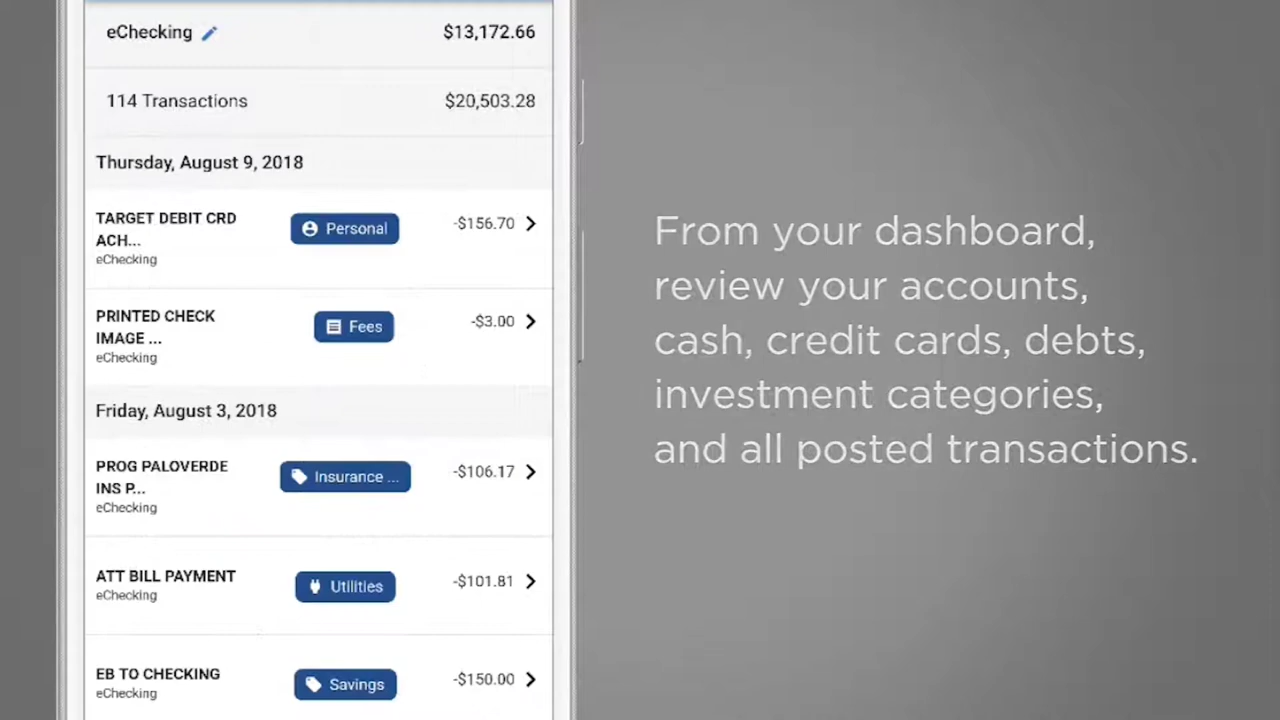 eChecking $13,172.66
114 Transactions $20,503.28
Thursday, August 9, 2018
TARGET DEBIT CRD
ACH...
eChecking
Personal
-$156.70
PRINTED CHECK
IMAGE ...
eChecking
Fees
-$3.00
Friday, August 3, 2018
PROG PALOVERDE
INS P...
eChecking
Insurance ...
-$106.17
ATT BILL PAYMENT
eChecking
Utilities
-$101.81
EB TO CHECKING
eChecking
Savings
-$150.00
From your dashboard,
review your accounts,
cash, credit cards, debts,
investment categories,
and all posted transactions.